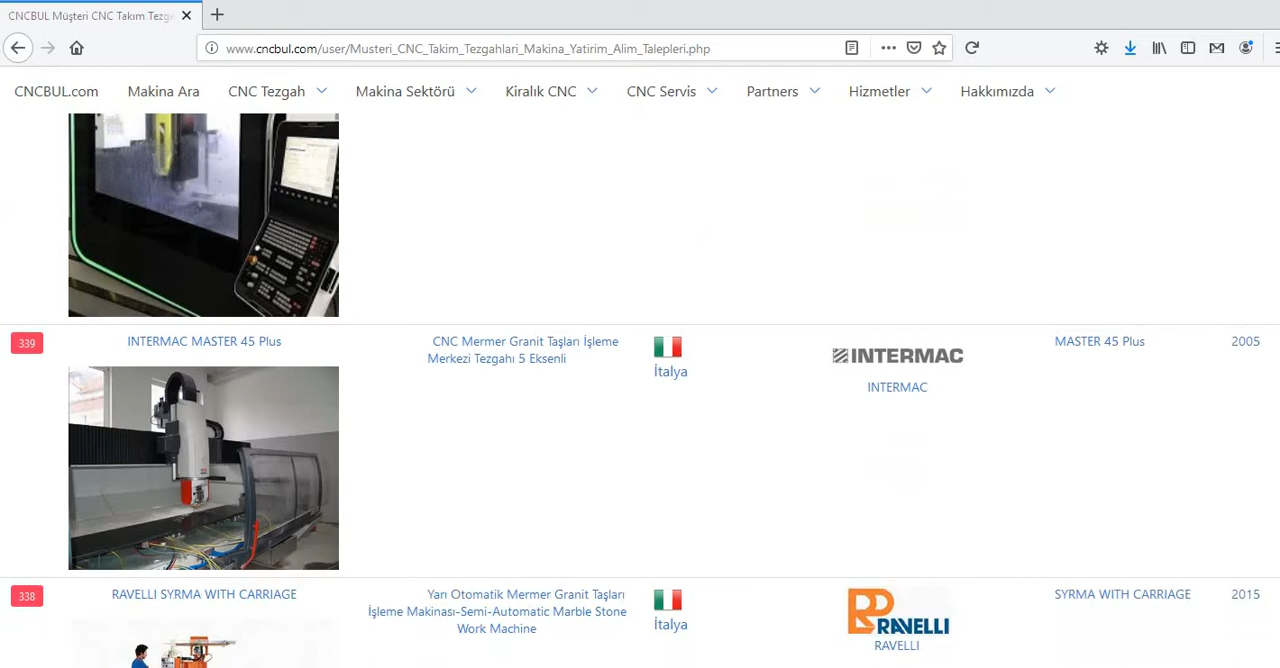 CNCBUL Müşteri CNC Takım Tezga
www.cncbul.com/user/Musteri_CNC_Takim_Tezgahlari_Makina_Yatirim_Alim_Talepleri.php
CNCBUL.com Makina Ara CNC Tezgah Makina Sektörü Kiralık CNC CNC Servis Partners Hizmetler Hakkımızda
339 INTERMAC MASTER 45 Plus
CNC Mermer Granit Taşları İşleme
Merkezi Tezgahı 5 Eksenli
İtalya
INTERMAC
INTERMAC
MASTER 45 Plus
2005
338 RAVELLI SYRMA WITH CARRIAGE
Yarı Otomatik Mermer Granit Taşları
İşleme Makinası-Semi-Automatic Marble Stone
Work Machine
İtalya
RAVELLI
RAVELLI
SYRMA WITH CARRIAGE
2015